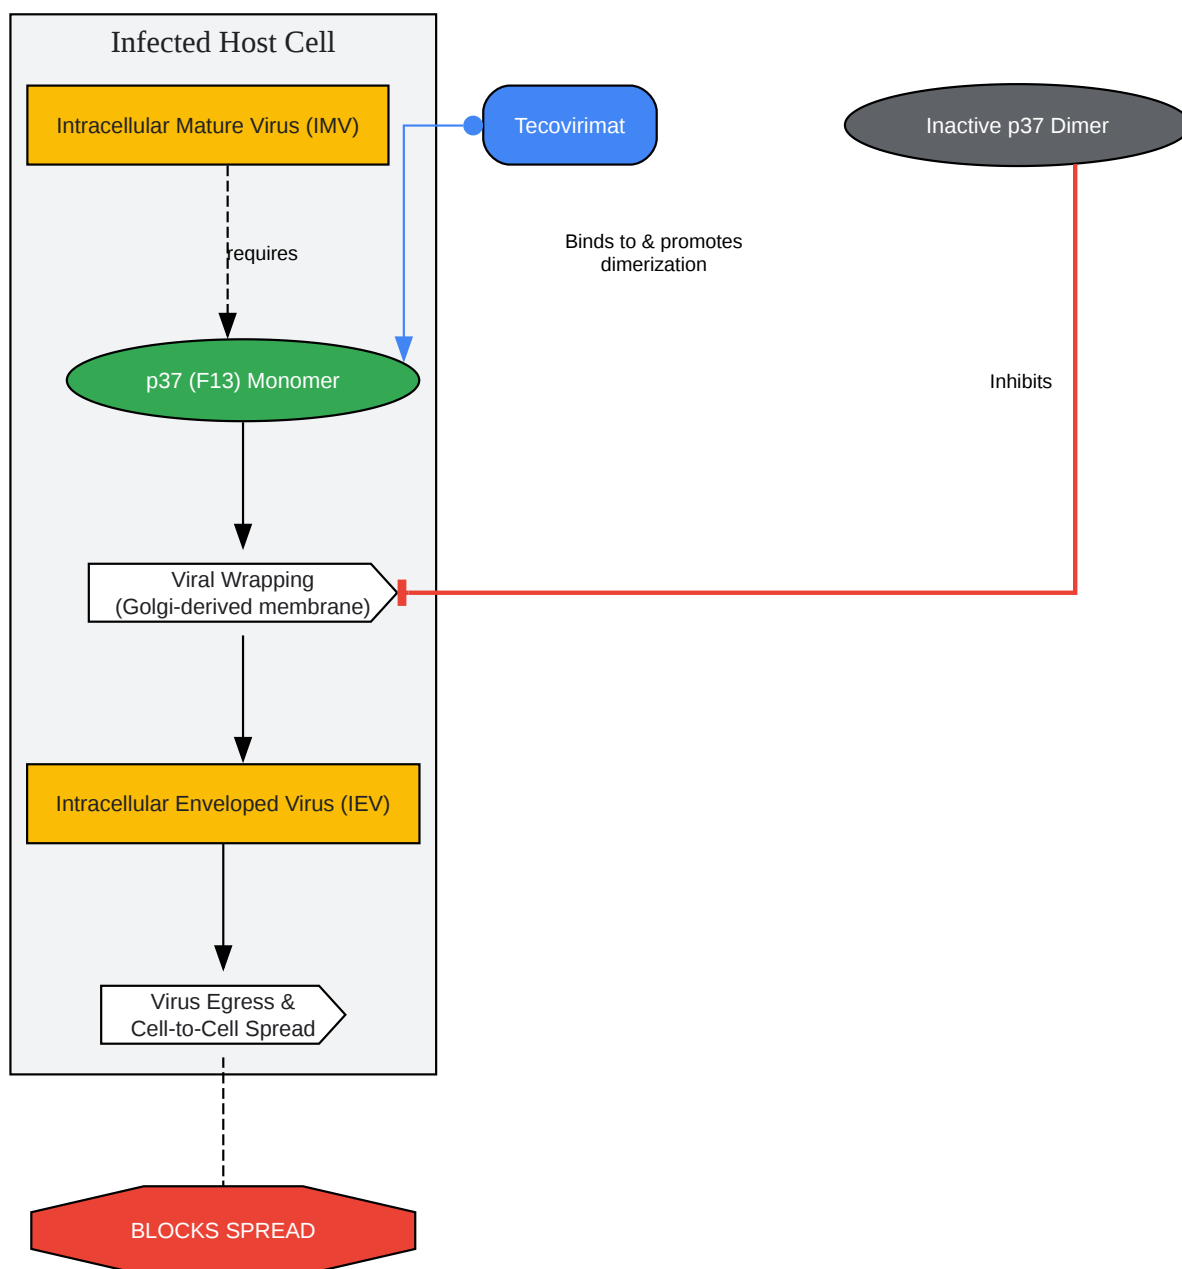 Infected Host Cell
Intracellular Mature Virus (IMV)
Tecovirimat
Inactive p37 Dimer
requires
Binds to & promotes
dimerization
p37 (F13) Monomer
Inhibits
Viral Wrapping
(Golgi-derived membrane)
Intracellular Enveloped Virus (IEV)
Virus Egress &
Cell-to-Cell Spread
BLOCKS SPREAD